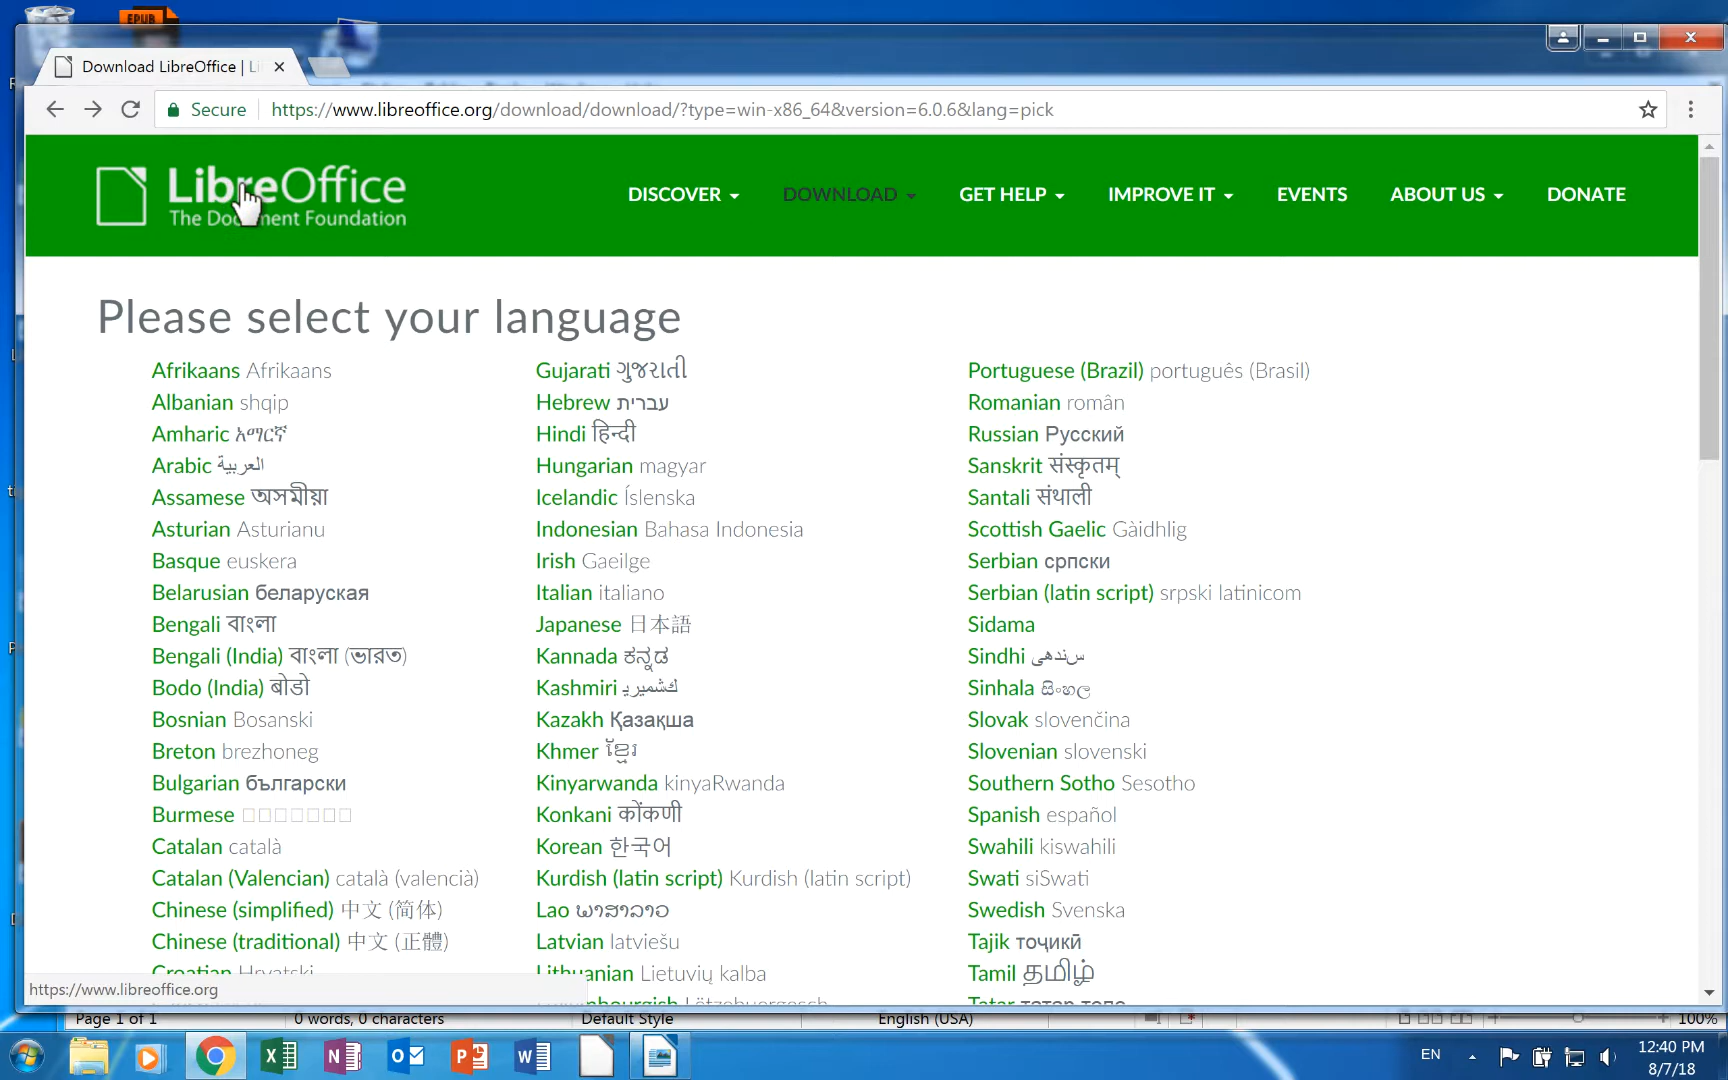 EPUB
Download LibreOffice | Li
Secure https://www.libreoffice.org/download/download/?type=win-x86_64&version=6.0.6&lang=pick
LibreOffice
The Document Foundation
DISCOVER DOWNLOAD GET HELP IMPROVE IT EVENTS ABOUT US DONATE
Please select your language
Afrikaans Afrikaans
Albanian shqip
Amharic አማርኛ
Arabic العربية
Assamese অসমীয়া
Asturian Asturianu
Basque euskera
Belarusian беларуская
Bengali বাংলা
Bengali (India) বাংলা (ভারত)
Bodo (India) बोडो
Bosnian Bosanski
Breton brezhoneg
Bulgarian български
Burmese
Catalan català
Catalan (Valencian) català (valencià)
Chinese (simplified) 中文 (简体)
Chinese (traditional) 中文 (正體)
Croatian Hrvatski
Gujarati ગુજરાતી
Hebrew עברית
Hindi हिन्दी
Hungarian magyar
Icelandic Íslenska
Indonesian Bahasa Indonesia
Irish Gaeilge
Italian italiano
Japanese 日本語
Kannada ಕನ್ನಡ
Kashmiri
Kazakh Қазақша
Khmer ខ្មែរ
Kinyarwanda kinyaRwanda
Konkani कोंकणी
Korean 한국어
Kurdish (latin script) Kurdish (latin script)
Lao ພາສາລາວ
Latvian latviešu
Lithuanian Lietuvių kalba
Luxembourgish Lëtzebuergesch
Portuguese (Brazil) português (Brasil)
Romanian român
Russian Русский
Sanskrit संस्कृतम्
Santali संथाली
Scottish Gaelic Gàidhlig
Serbian српски
Serbian (latin script) srpski latinicom
Sidama
Sindhi سنڌھی
Sinhala සිංහල
Slovak slovenčina
Slovenian slovenski
Southern Sotho Sesotho
Spanish español
Swahili kiswahili
Swati siSwati
Swedish Svenska
Tajik тоҷикӣ
Tamil தமிழ்
Tatar татар теле
https://www.libreoffice.org
Page 1 of 1 0 words, 0 characters Default Style English (USA) 100%
EN 12:40 PM
8/7/18